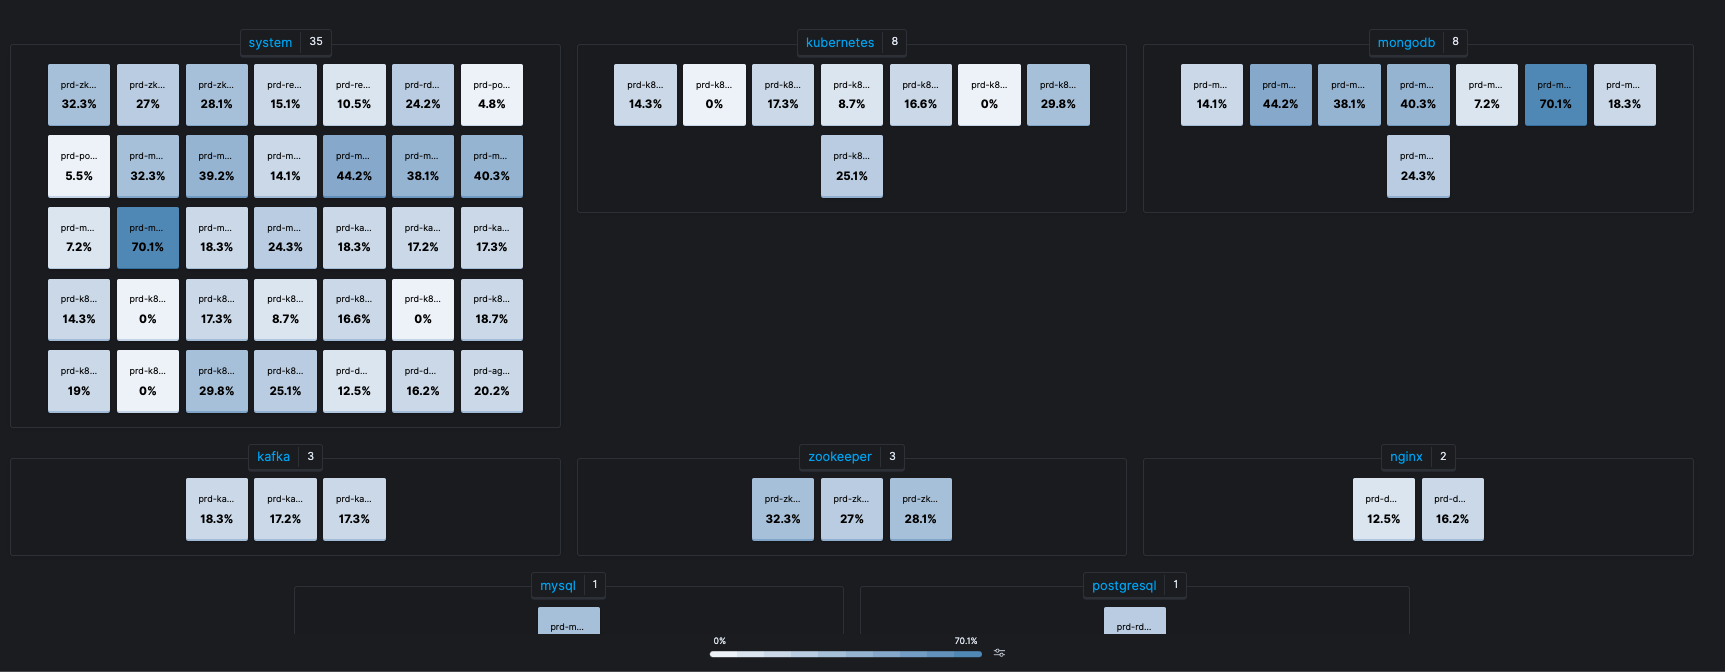 system 35
kubernetes 8
mongodb 8
prd-zk... prd-zk... prd-zk... prd-re... prd-re... prd-rd... prd-po...
32.3% 27% 28.1% 15.1% 10.5% 24.2% 4.8%
prd-po... prd-m... prd-m... prd-m... prd-m... prd-m... prd-m...
5.5% 32.3% 39.2% 14.1% 44.2% 38.1% 40.3%
prd-m... prd-m... prd-m... prd-m... prd-ka... prd-ka... prd-ka...
7.2% 70.1% 18.3% 24.3% 18.3% 17.2% 17.3%
prd-k8... prd-k8... prd-k8... prd-k8... prd-k8... prd-k8... prd-k8...
14.3% 0% 17.3% 8.7% 16.6% 0% 18.7%
prd-k8... prd-k8... prd-k8... prd-k8... prd-d... prd-d... prd-ag...
19% 0% 29.8% 25.1% 12.5% 16.2% 20.2%
prd-k8... prd-k8... prd-k8... prd-k8... prd-k8... prd-k8... prd-k8...
14.3% 0% 17.3% 8.7% 16.6% 0% 29.8%
prd-k8...
25.1%
prd-m... prd-m... prd-m... prd-m... prd-m... prd-m... prd-m...
14.1% 44.2% 38.1% 40.3% 7.2% 70.1% 18.3%
prd-m...
24.3%
kafka 3
prd-ka... prd-ka... prd-ka...
18.3% 17.2% 17.3%
zookeeper 3
prd-zk... prd-zk... prd-zk...
32.3% 27% 28.1%
nginx 2
prd-d... prd-d...
12.5% 16.2%
mysql 1
prd-m...
postgresql 1
prd-rd...
0% 70.1%